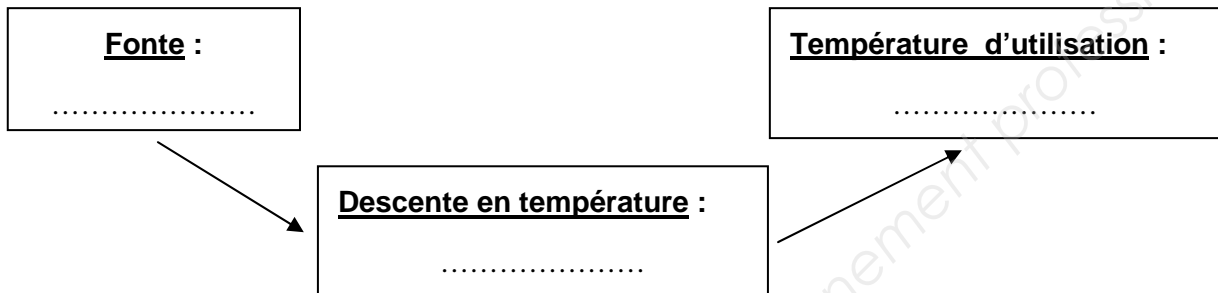 Fonte :
…………………
Température d’utilisation :
…………………
Descente en température :
…………………